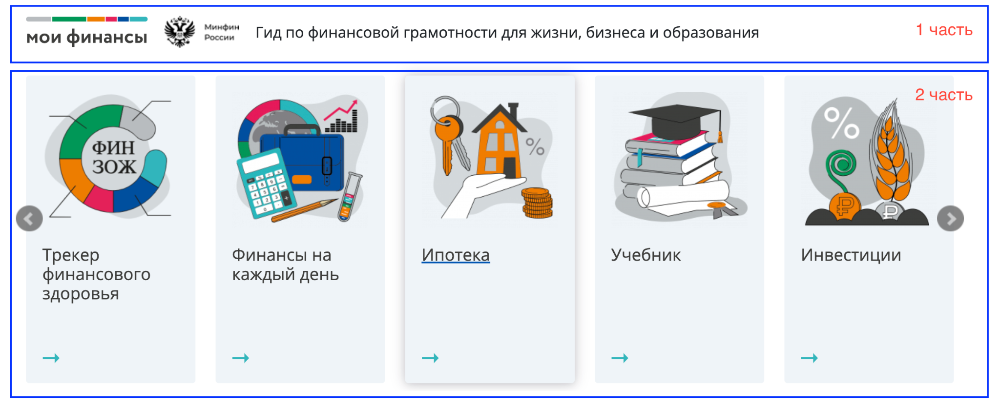 мои финансы
Минфин
России
Гид по финансовой грамотности для жизни, бизнеса и образования
1 часть
2 часть
ФИН
ЗОЖ
%
%
Трекер
финансового
здоровья
Финансы на
каждый день
Ипотека
Учебник
Инвестиции